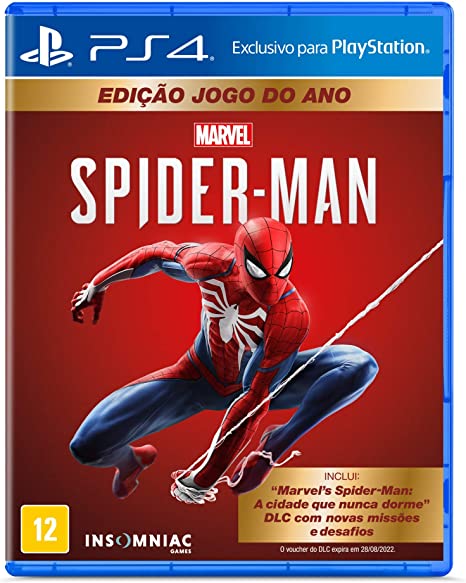 PS4 Exclusivo para PlayStation®
EDIÇÃO JOGO DO ANO
MARVEL
SPIDER-MAN
INCLUI:
"Marvel's Spider-Man:
A cidade que nunca dorme"
DLC com novas missões
e desafios
O voucher do DLC expira em 28/08/2022.
12
INSOMNIAC
GAMES